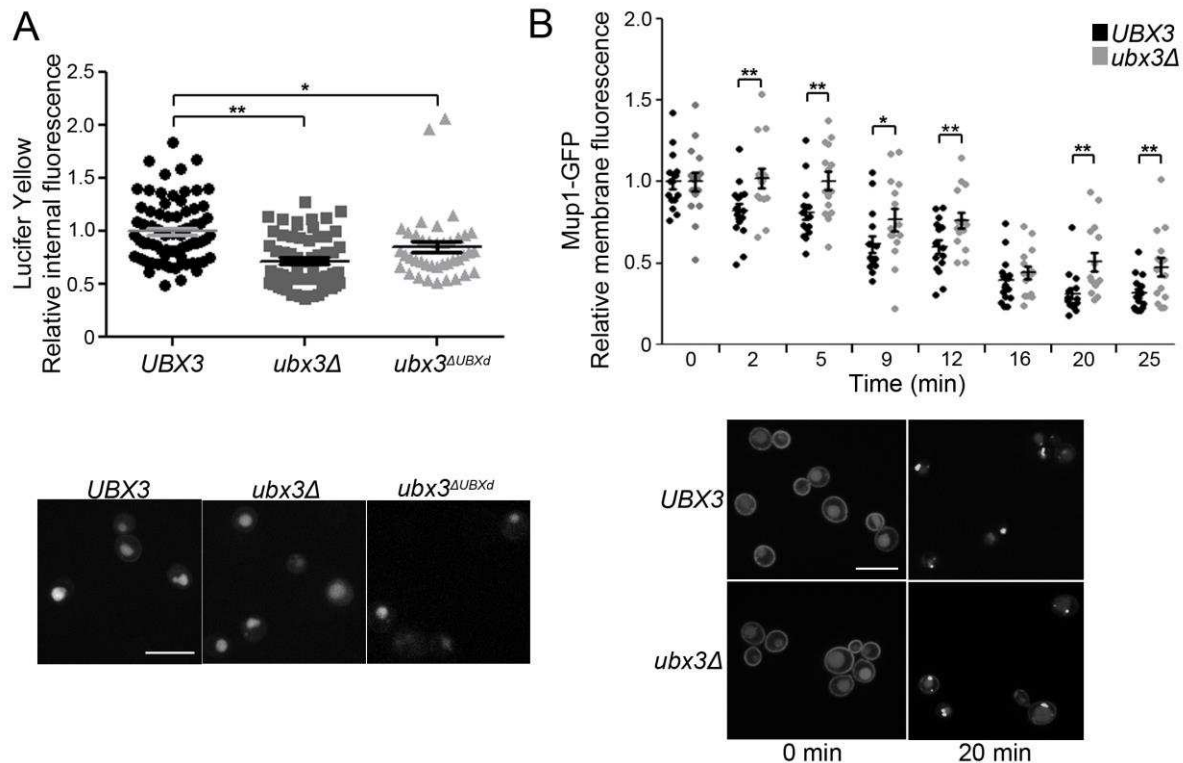 A
Lucifer Yellow
Relative internal fluorescence
2.5
2.0
1.5
1.0
0.5
0
*
**
UBX3
ubx3Δ
ubx3ΔUBXd
UBX3
ubx3Δ
ubx3ΔUBXd
B
Mup1-GFP
Relative membrane fluorescence
2.0
1.5
1.0
0.5
0
UBX3
ubx3Δ
** ** * ** ** **
0 2 5 9 12 16 20 25
Time (min)
UBX3
ubx3Δ
0 min 20 min